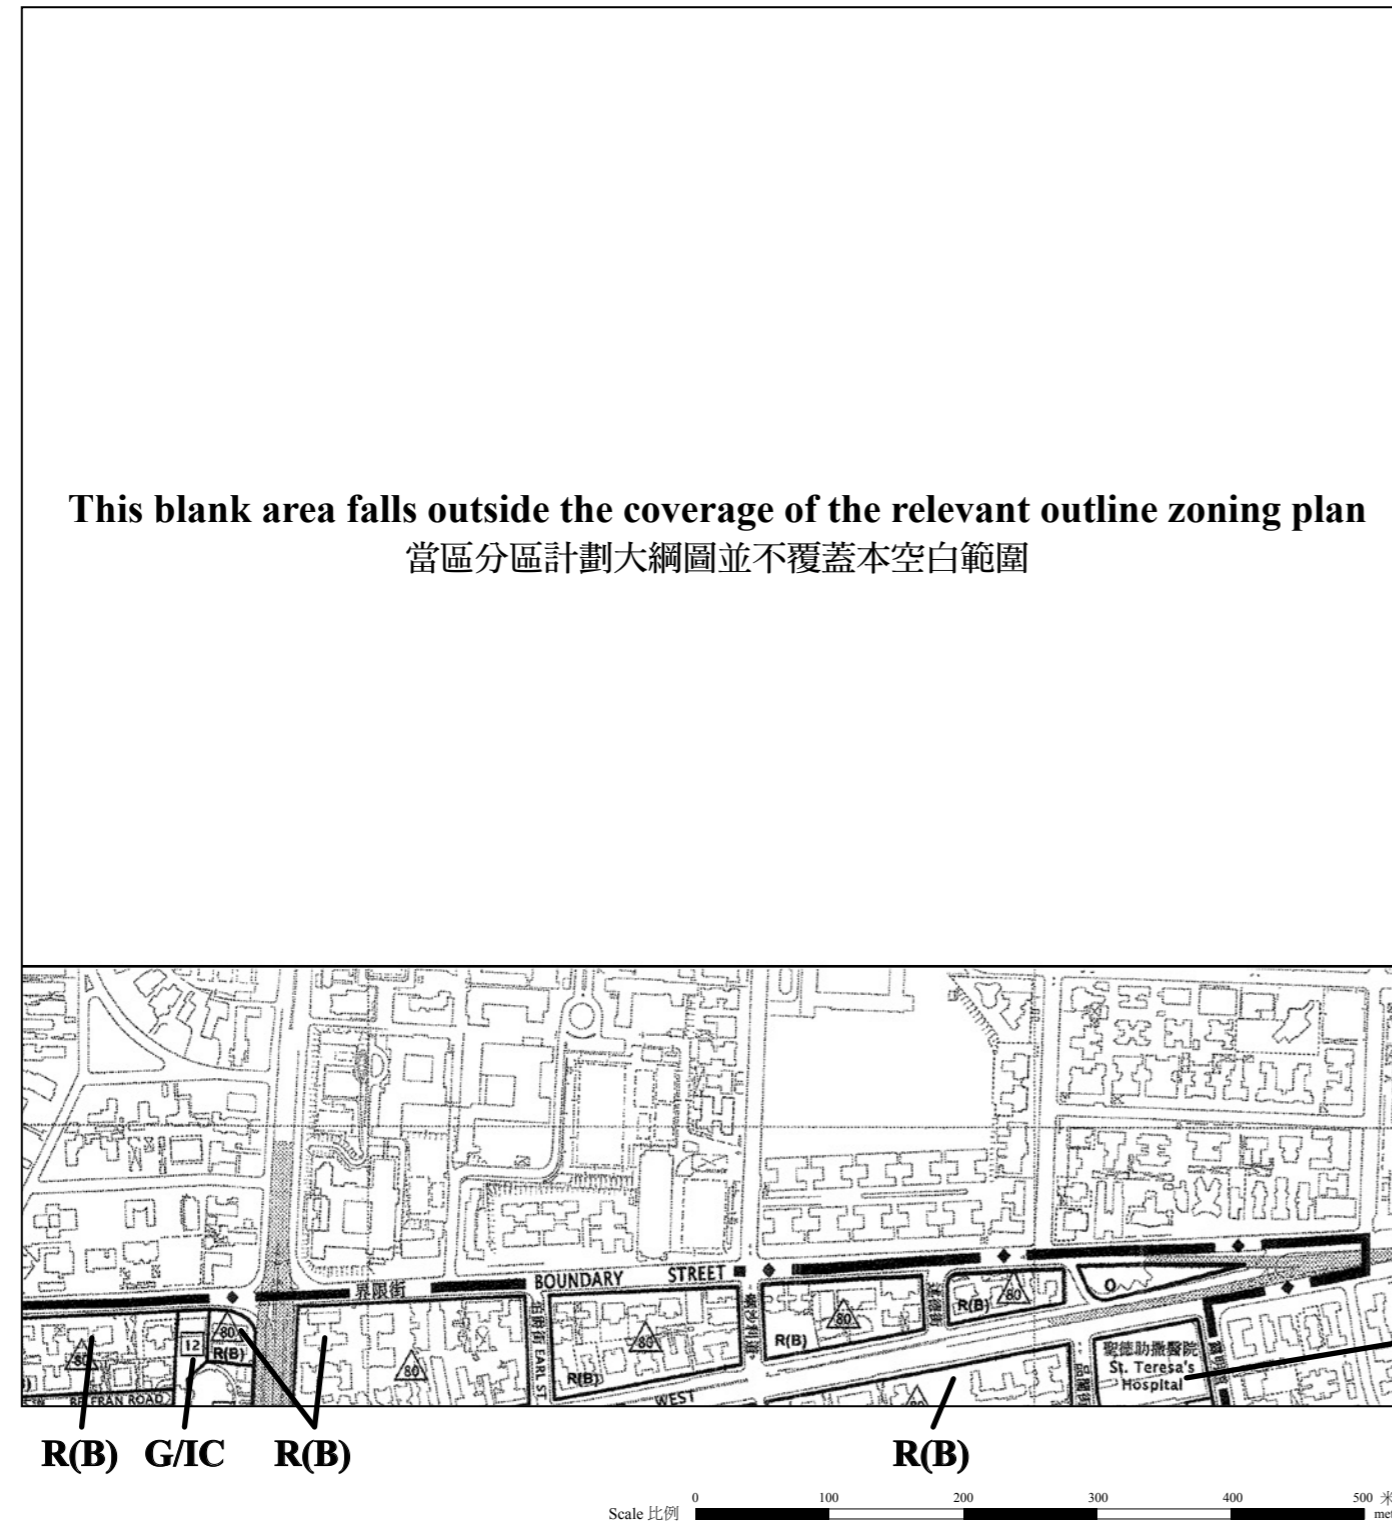 This blank area falls outside the coverage of the relevant outline zoning plan
當區分區計劃大綱圖並不覆蓋本空白範圍
界限街
BOUNDARY STREET
O
80
R(B)
80
R(B)
80
R(B)
80
12
80
R(B)
80
EARL ST
聖德肋撒醫院
St. Teresa's
Hospital
WEST
80
R(B)
G/IC
R(B)
R(B)
Scale 比例
0
100
200
300
400
500
米